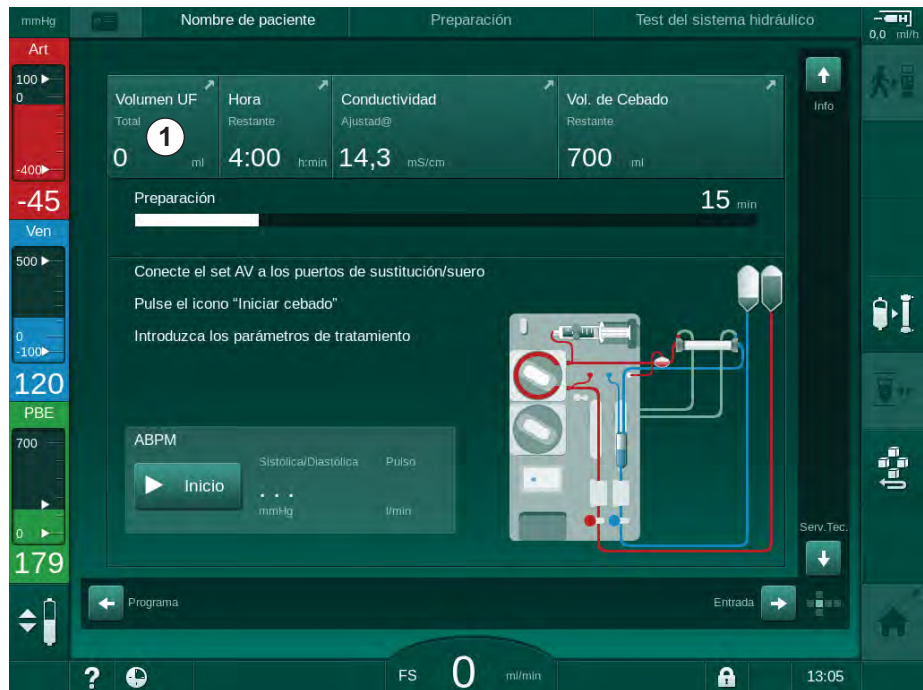 mmHg
Nombre de paciente
Preparación
Test del sistema hidráulico
0,0 ml/h
Art
100
0
-400
-45
Ven
500
0
-100
120
PBE
700
0
179
Volumen UF
Total
0 ml
1
Hora
Restante
4:00 h:min
Conductividad
Ajustad@
14,3 mS/cm
Vol. de Cebado
Restante
700 ml
Info
Preparación
15 min
Conecte el set AV a los puertos de sustitución/suero
Pulse el icono “Iniciar cebado”
Introduzca los parámetros de tratamiento
ABPM
Sistólica/Diastólica Pulso
Inicio
. . .
mmHg l/min
Serv.Tec.
Programa
Entrada
?
FS 0 ml/min
13:05